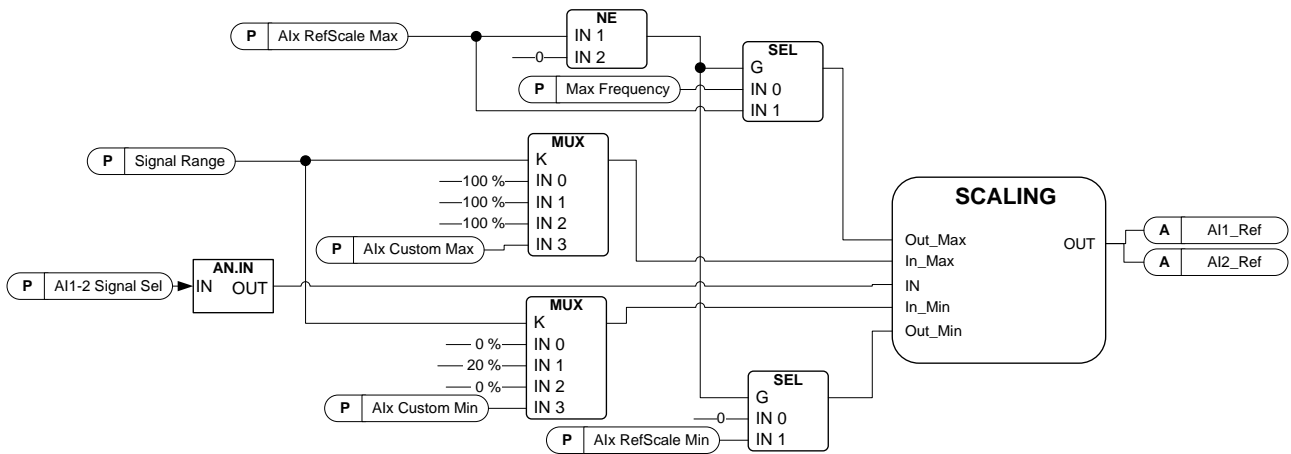 NE
P AIx RefScale Max
IN 1
0 IN 2
SEL
G
P Max Frequency
IN 0
IN 1
MUX
P Signal Range
K
100 % IN 0
100 % IN 1
100 % IN 2
P AIx Custom Max
IN 3
SCALING
Out_Max
In_Max
IN
In_Min
Out_Min
OUT
A AI1_Ref
A AI2_Ref
AN.IN
P AI1-2 Signal Sel
IN OUT
MUX
K
0 % IN 0
20 % IN 1
0 % IN 2
P AIx Custom Min
IN 3
SEL
G
0 IN 0
P AIx RefScale Min
IN 1